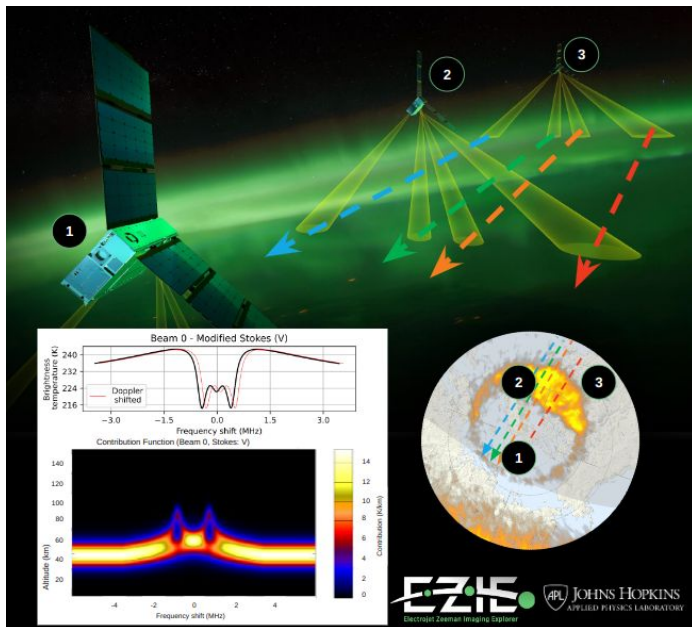 1
2
3
Beam 0 - Modified Stokes (V)
Brightness
temperature (K)
240
232
224
216
Doppler
shifted
-3.0
-1.5
0.0
1.5
3.0
Frequency shift (MHz)
Contribution Function (Beam 0, Stokes: V)
Altitude (km)
140
120
100
80
60
40
20
-4
-2
0
2
4
Frequency shift (MHz)
14
12
10
8
6
4
2
0
Contribution (K/km)
2
3
1
EZIE
Electrojet Zeeman Imaging Explorer
APL
JOHNS HOPKINS
APPLIED PHYSICS LABORATORY